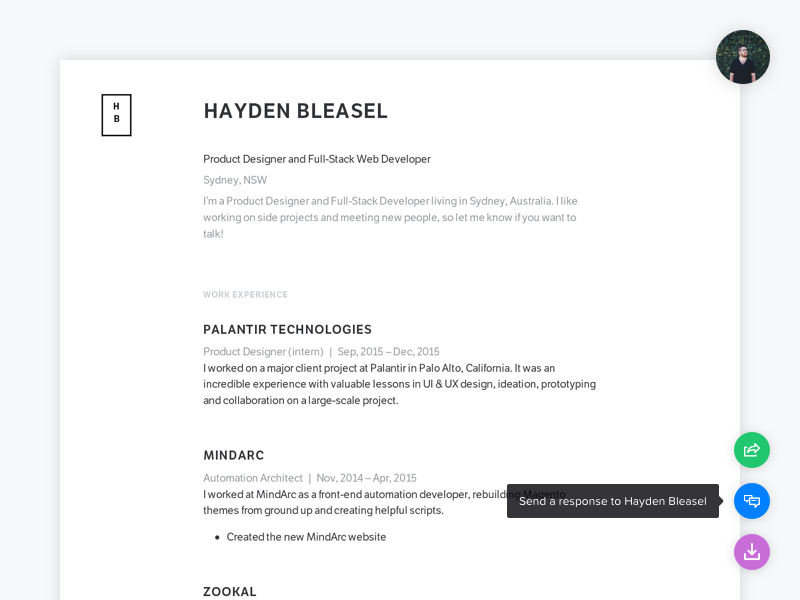 H
B
HAYDEN BLEASEL
Product Designer and Full-Stack Web Developer
Sydney, NSW
I'm a Product Designer and Full-Stack Developer living in Sydney, Australia. I like
working on side projects and meeting new people, so let me know if you want to
talk!
WORK EXPERIENCE
PALANTIR TECHNOLOGIES
Product Designer (intern) | Sep, 2015 – Dec, 2015
I worked on a major client project at Palantir in Palo Alto, California. It was an
incredible experience with valuable lessons in UI & UX design, ideation, prototyping
and collaboration on a large-scale project.
MINDARC
Automation Architect | Nov, 2014 – Apr, 2015
I worked at MindArc as a front-end automation developer, rebuilding Magento
themes from ground up and creating helpful scripts.
Send a response to Hayden Bleasel
• Created the new MindArc website
ZOOKAL